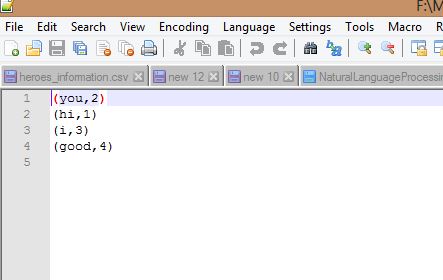 F:\M
File Edit Search View Encoding Language Settings Tools Macro R
heroes_information.csv new 12 new 10 NaturalLanguageProcessin
1 (you,2)
2 (hi,1)
3 (i,3)
4 (good,4)
5